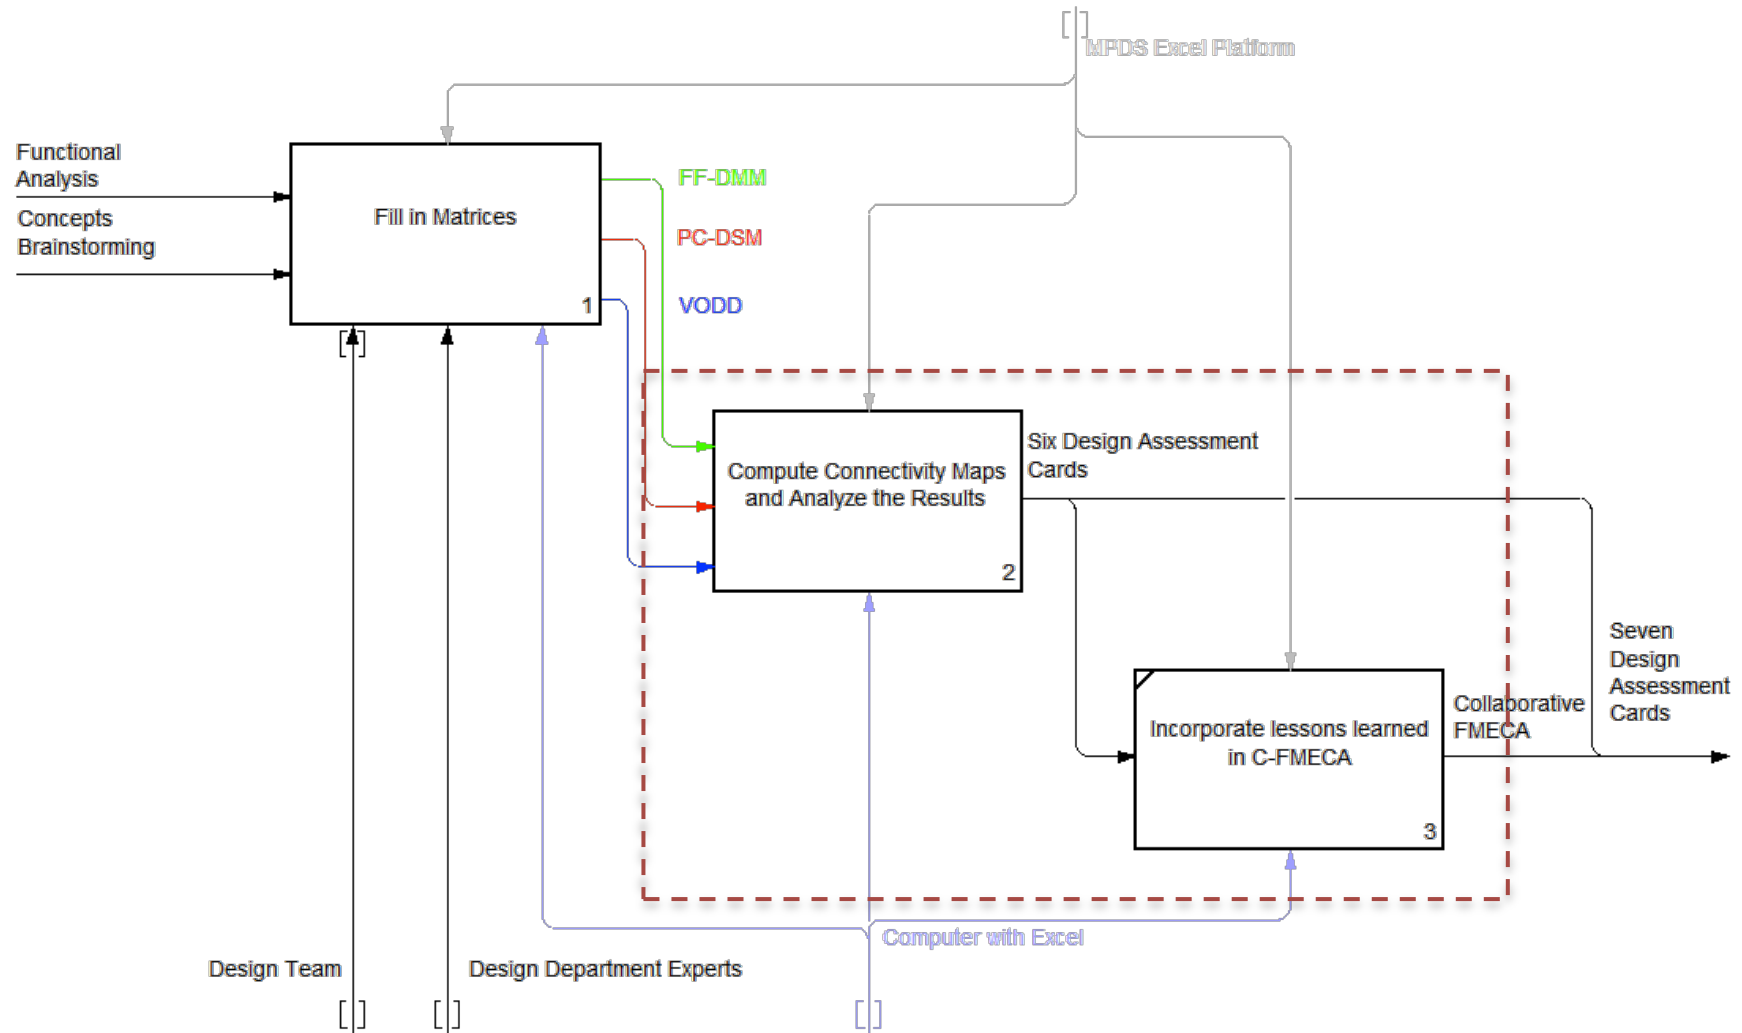 MPDS Excel Platform
Functional
Analysis
Concepts
Brainstorming
Fill in Matrices
1
FF-DMM
PC-DSM
VODD
Compute Connectivity Maps
and Analyze the Results
2
Six Design Assessment
Cards
Seven
Design
Assessment
Cards
Collaborative
FMECA
Incorporate lessons learned
in C-FMECA
3
Computer with Excel
Design Team
Design Department Experts